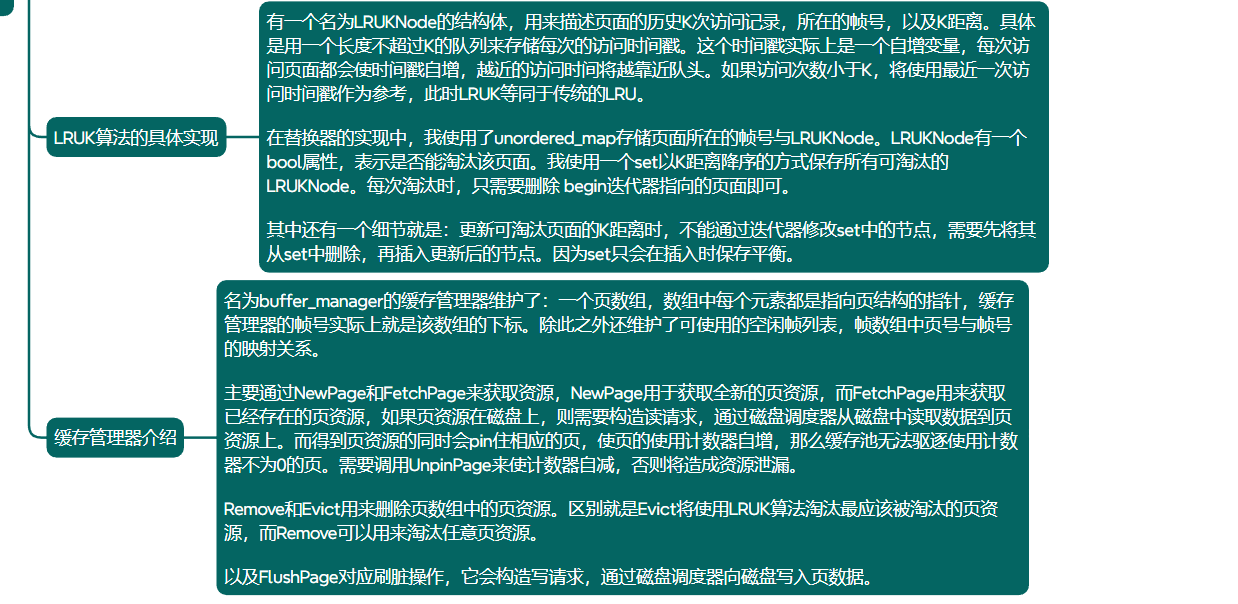 有一个名为LRUKNode的结构体，用来描述页面的历史K次访问记录，所在的帧号，以及K距离。具体
是用一个长度不超过K的队列来存储每次的访问时间戳。这个时间戳实际上是一个自增变量，每次访
问页面都会使时间戳自增，越近的访问时间将越靠近队头。如果访问次数小于K，将使用最近一次访
问时间戳作为参考，此时LRUK等同于传统的LRU。
LRUK算法的具体实现
在替换器的实现中，我使用了unordered_map存储页面所在的帧号与LRUKNode。LRUKNode有一个
bool属性，表示是否能淘汰该页面。我使用一个set以K距离降序的方式保存所有可淘汰的
LRUKNode。每次淘汰时，只需要删除 begin迭代器指向的页面即可。
其中还有一个细节就是：更新可淘汰页面的K距离时，不能通过迭代器修改set中的节点，需要先将其
从set中删除，再插入更新后的节点。因为set只会在插入时保存平衡。
名为buffer_manager的缓存管理器维护了：一个页数组，数组中每个元素都是指向页结构的指针，缓存
管理器的帧号实际上就是该数组的下标。除此之外还维护了可使用的空闲帧列表，帧数组中页号与帧号
的映射关系。
主要通过NewPage和FetchPage来获取资源，NewPage用于获取全新的页资源，而FetchPage用来获取
已经存在的页资源，如果页资源在磁盘上，则需要构造读请求，通过磁盘调度器从磁盘中读取数据到页
缓存管理器介绍
资源上。而得到页资源的同时会pin住相应的页，使页的使用计数器自增，那么缓存池无法驱逐使用计数
器不为0的页。需要调用UnpinPage来使计数器自减，否则将造成资源泄漏。
Remove和Evict用来删除页数组中的页资源。区别就是Evict将使用LRUK算法淘汰最应该被淘汰的页资
源，而Remove可以用来淘汰任意页资源。
以及FlushPage对应刷脏操作，它会构造写请求，通过磁盘调度器向磁盘写入页数据。